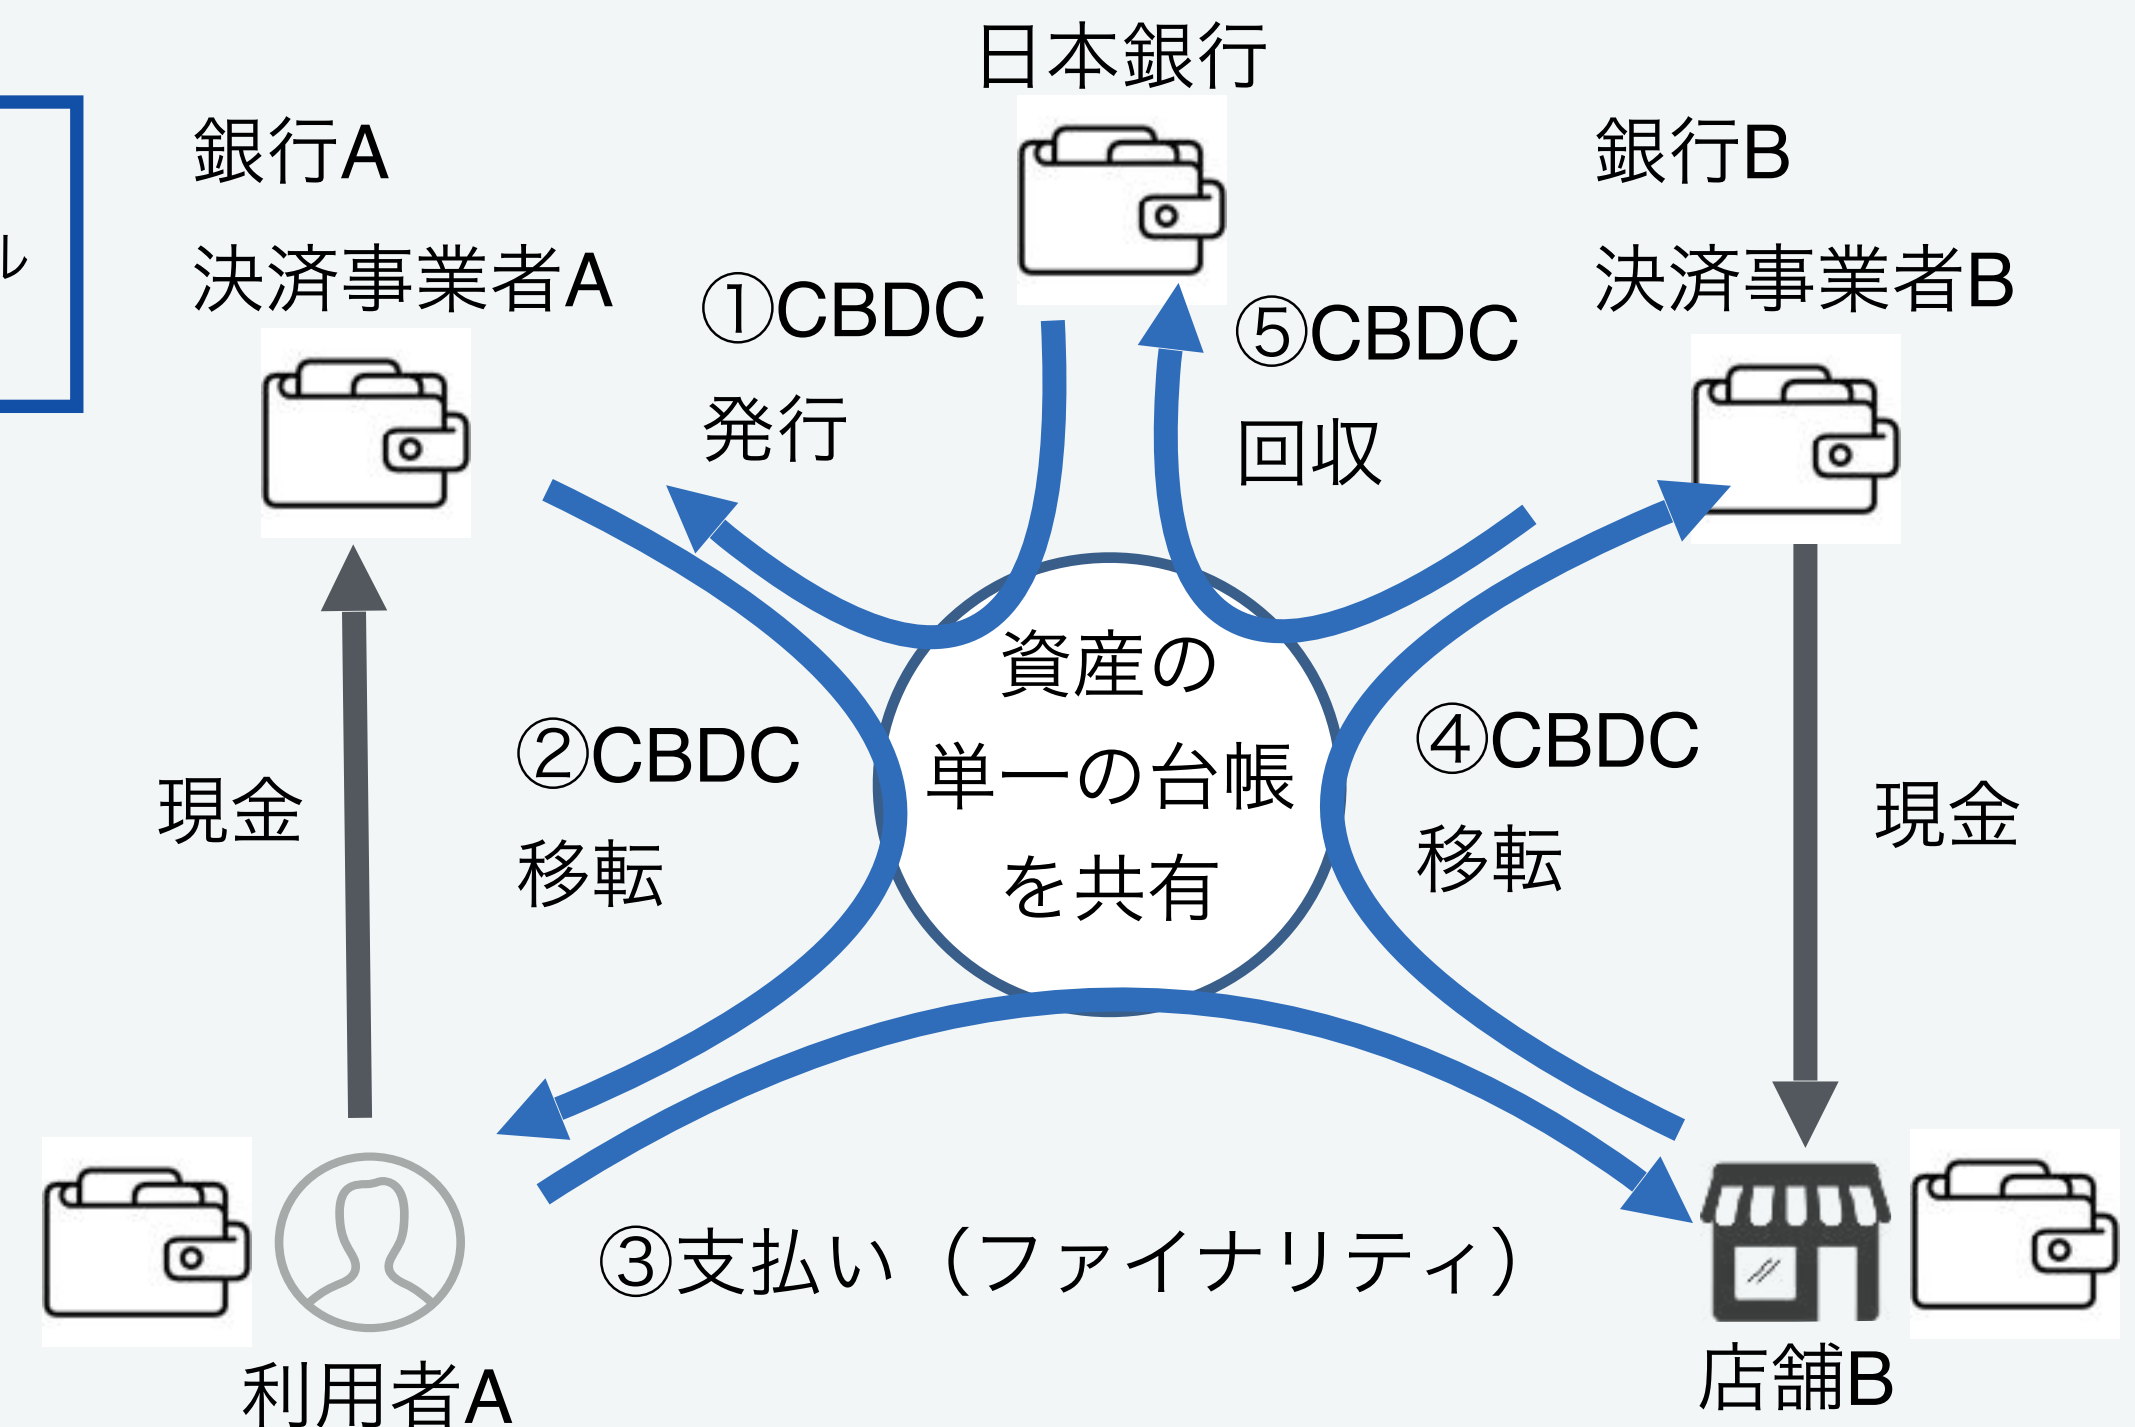 日本銀行
銀行A
決済事業者A
銀行B
決済事業者B
ル
①CBDC
発行
⑤CBDC
回収
資産の
単一の台帳
を共有
②CBDC
移転
④CBDC
移転
現金
現金
③支払い（ファイナリティ）
利用者A
店舗B